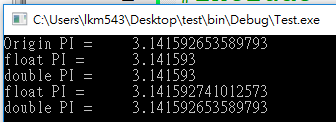 C:\Users\lkm543\Desktop\test\bin\Debug\Test.exe
Origin PI =     3.141592653589793
float PI =      3.141593
double PI =     3.141593
float PI =      3.141592741012573
double PI =     3.141592653589793